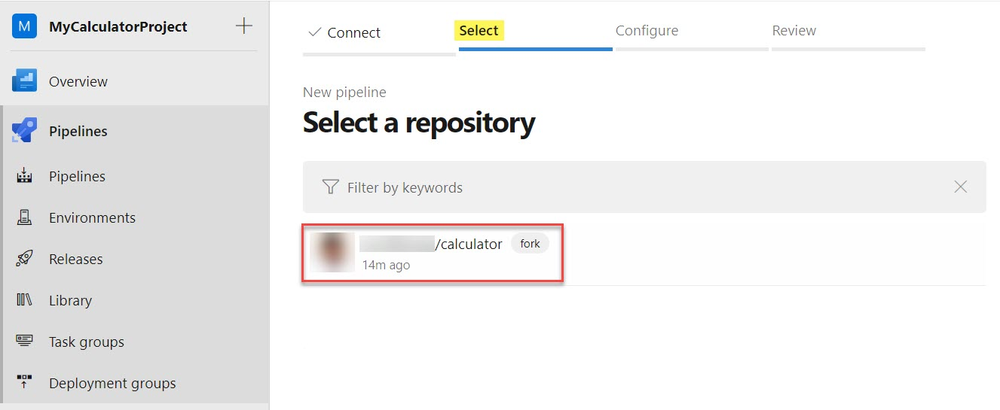 M MyCalculatorProject
Overview
Pipelines
Pipelines
Environments
Releases
Library
Task groups
Deployment groups
Connect Select Configure Review
New pipeline
Select a repository
Filter by keywords
/calculator fork
14m ago